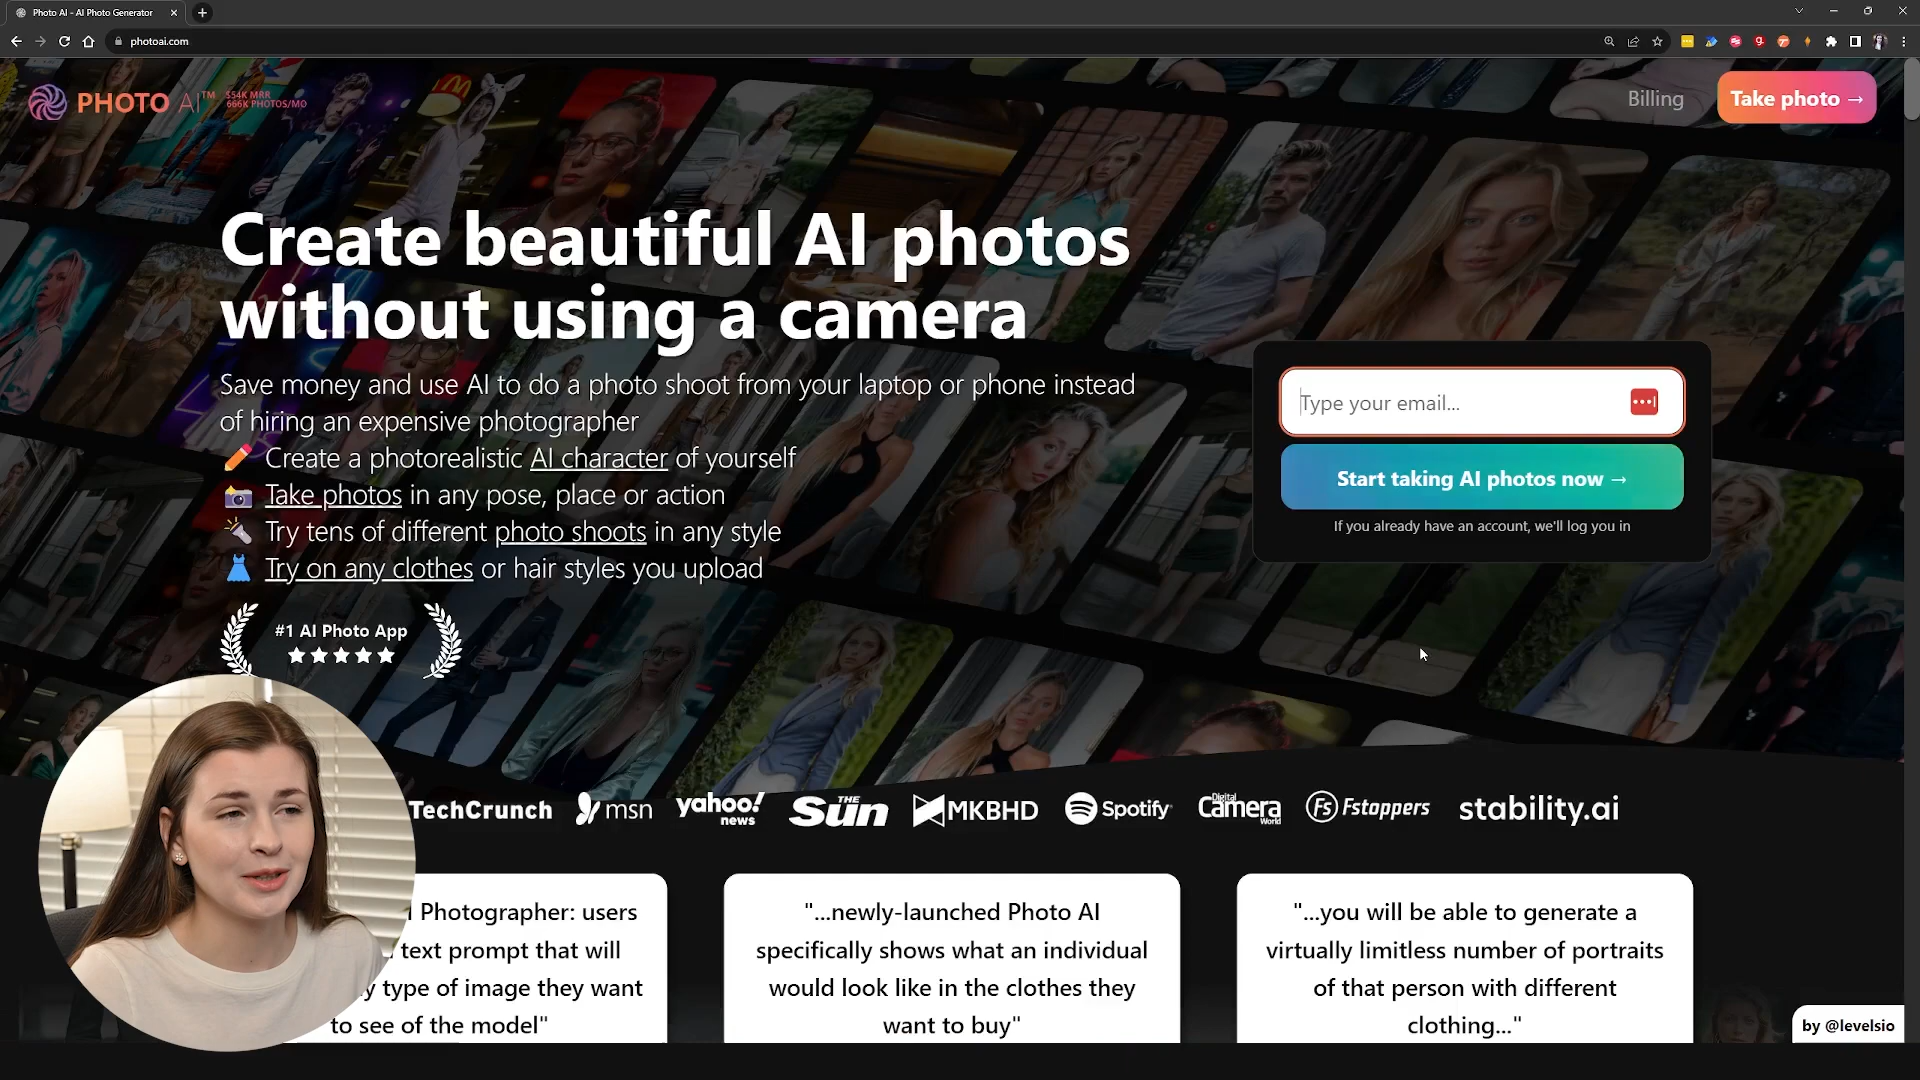 Photo AI - AI Photo Generator
photoai.com
PHOTO AI™
$54K MRR
666K PHOTOS/MO
Billing
Take photo →
Create beautiful AI photos
without using a camera
Save money and use AI to do a photo shoot from your laptop or phone instead
of hiring an expensive photographer
Create a photorealistic AI character of yourself
Take photos in any pose, place or action
Try tens of different photo shoots in any style
Try on any clothes or hair styles you upload
#1 AI Photo App
Type your email...
Start taking AI photos now →
If you already have an account, we'll log you in
TechCrunch
msn
yahoo!
news
THE
Sun
MKBHD
Spotify
Digital
Camera
World
Fs Fstoppers
stability.ai
Photographer: users
text prompt that will
type of image they want
to see of the model"
"...newly-launched Photo AI
specifically shows what an individual
would look like in the clothes they
want to buy"
"...you will be able to generate a
virtually limitless number of portraits
of that person with different
clothing..."
by @levelsio